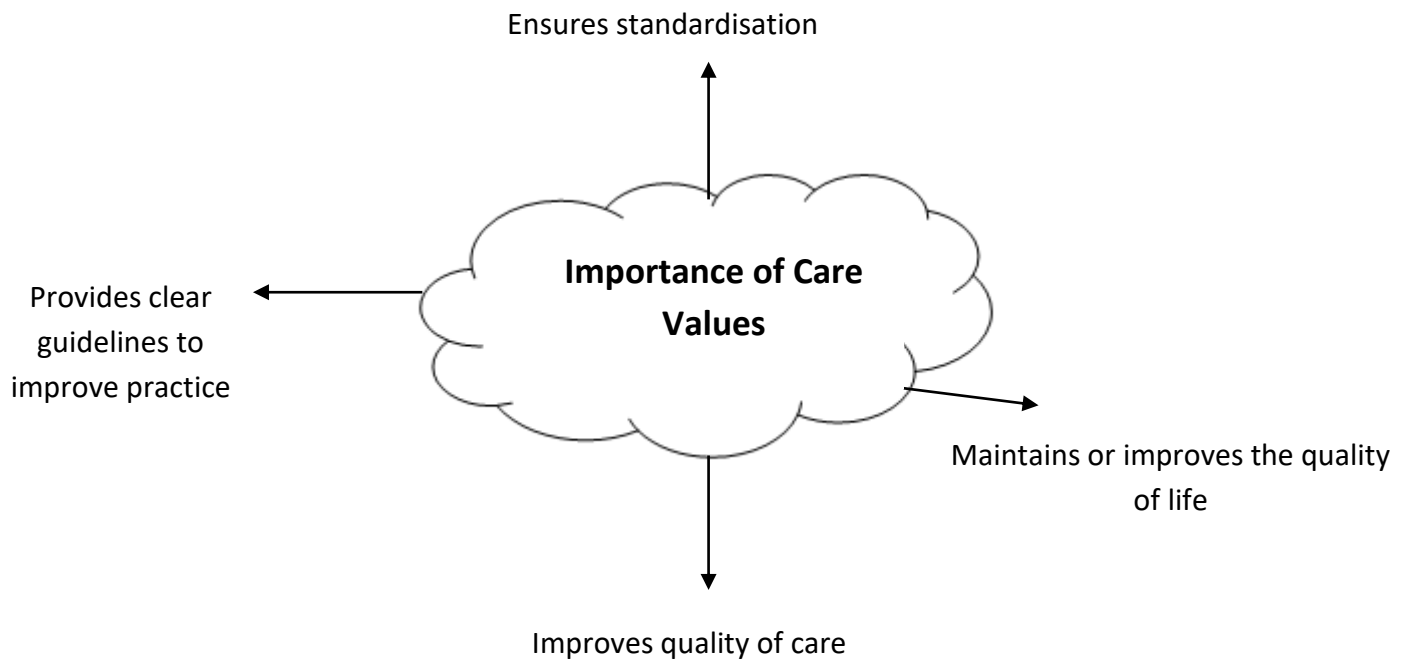 Ensures standardisation
Importance of Care
Values
Provides clear
guidelines to
improve practice
Maintains or improves the quality
of life
Improves quality of care